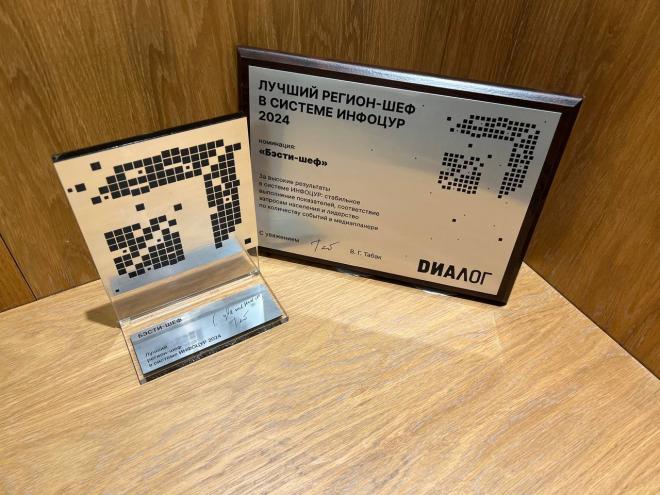 ЛУЧШИЙ РЕГИОН-ШЕФ
В СИСТЕМЕ ИНФОЦУР
2024
номинация:
«Бэсти-шеф»
За высокие результаты
в системе ИНФОЦУР: стабильное
выполнение показателей, соответствие
запросам населения и лидерство
по количеству событий в медиапланере
С уважением
В. Г. Табак
DИАЛОГ
БЭСТИ-ШЕФ
Лучший
регион-шеф
в системе ИНФОЦУР 2024